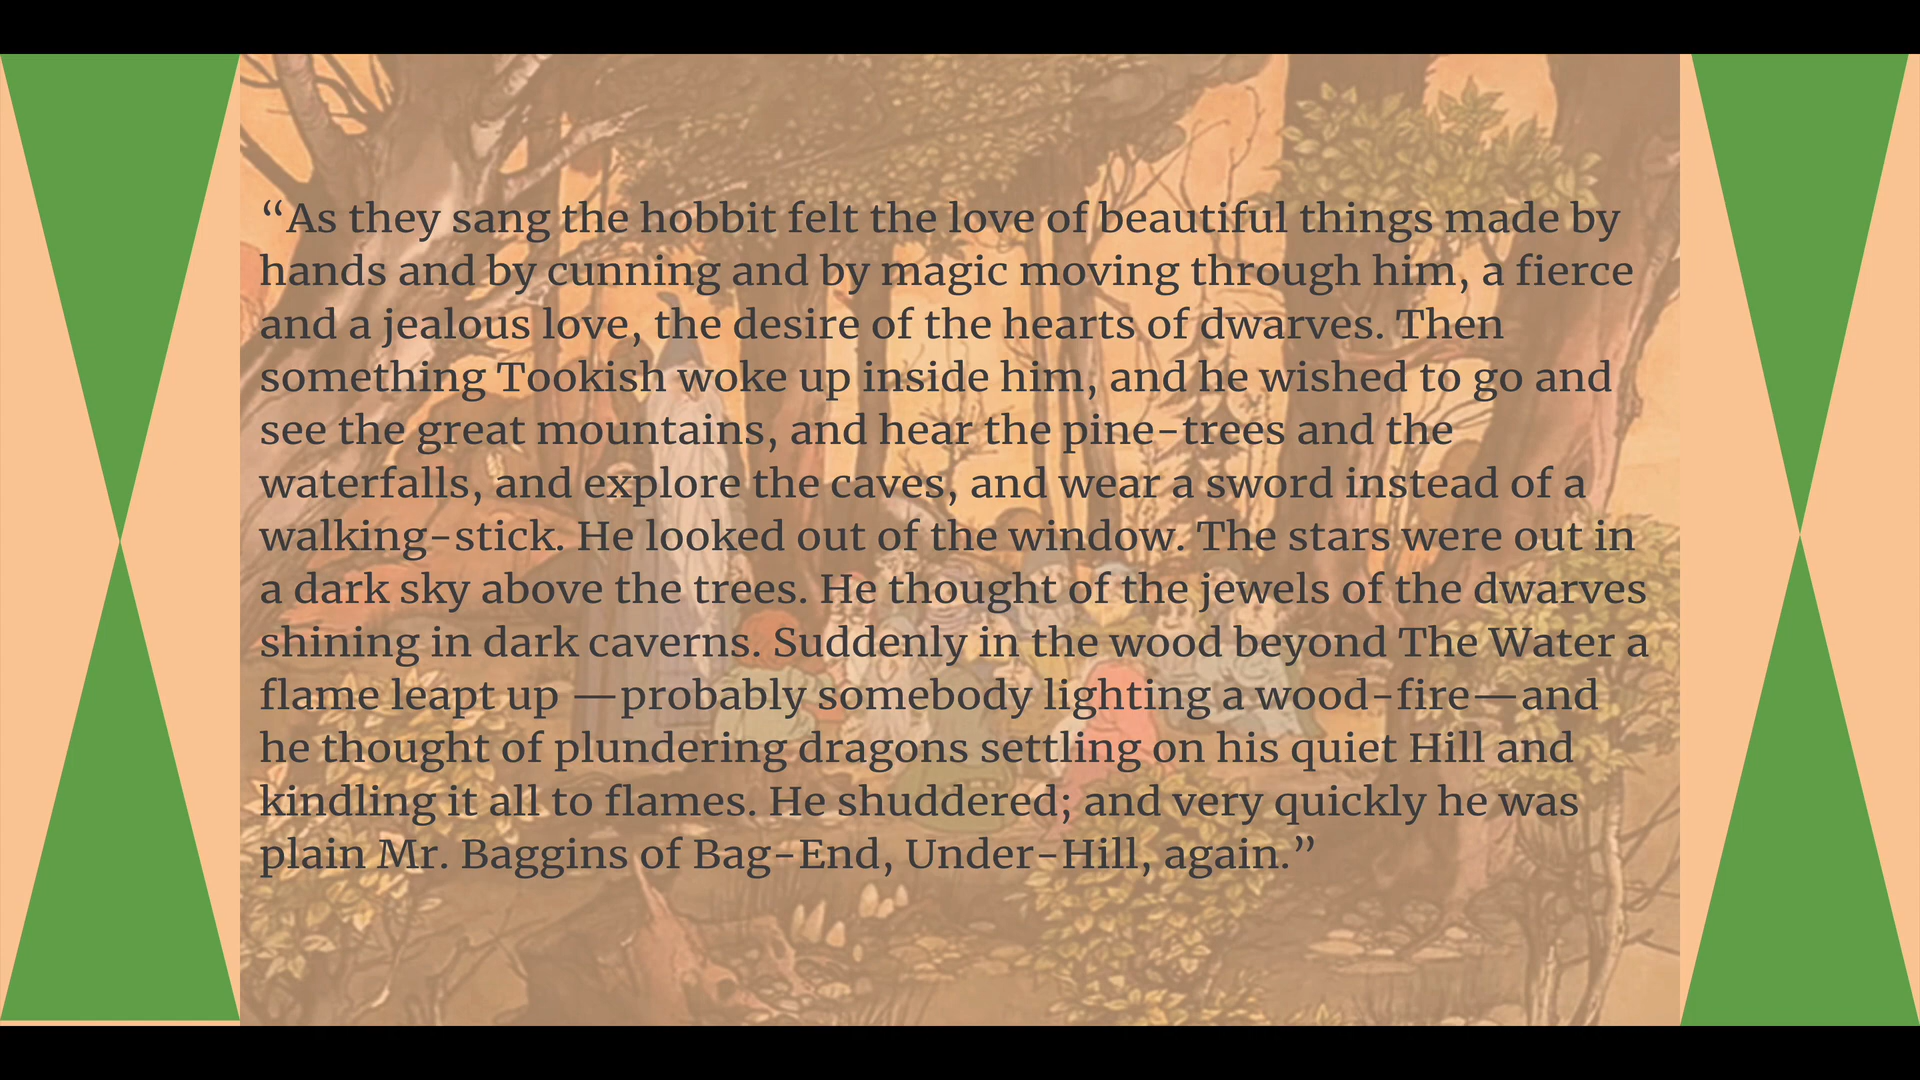 “As they sang the hobbit felt the love of beautiful things made by
hands and by cunning and by magic moving through him, a fierce
and a jealous love, the desire of the hearts of dwarves. Then
something Tookish woke up inside him, and he wished to go and
see the great mountains, and hear the pine-trees and the
waterfalls, and explore the caves, and wear a sword instead of a
walking-stick. He looked out of the window. The stars were out in
a dark sky above the trees. He thought of the jewels of the dwarves
shining in dark caverns. Suddenly in the wood beyond The Water a
flame leapt up —probably somebody lighting a wood-fire—and
he thought of plundering dragons settling on his quiet Hill and
kindling it all to flames. He shuddered; and very quickly he was
plain Mr. Baggins of Bag-End, Under-Hill, again.”